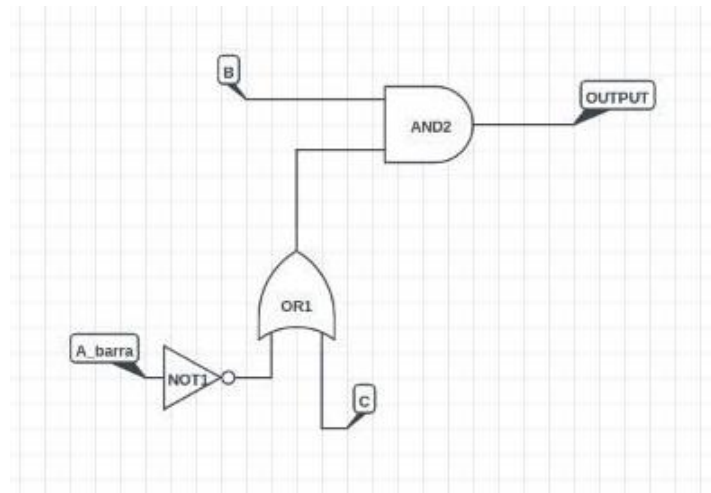 B
OUTPUT
AND2
OR1
A_barra
NOT1
C